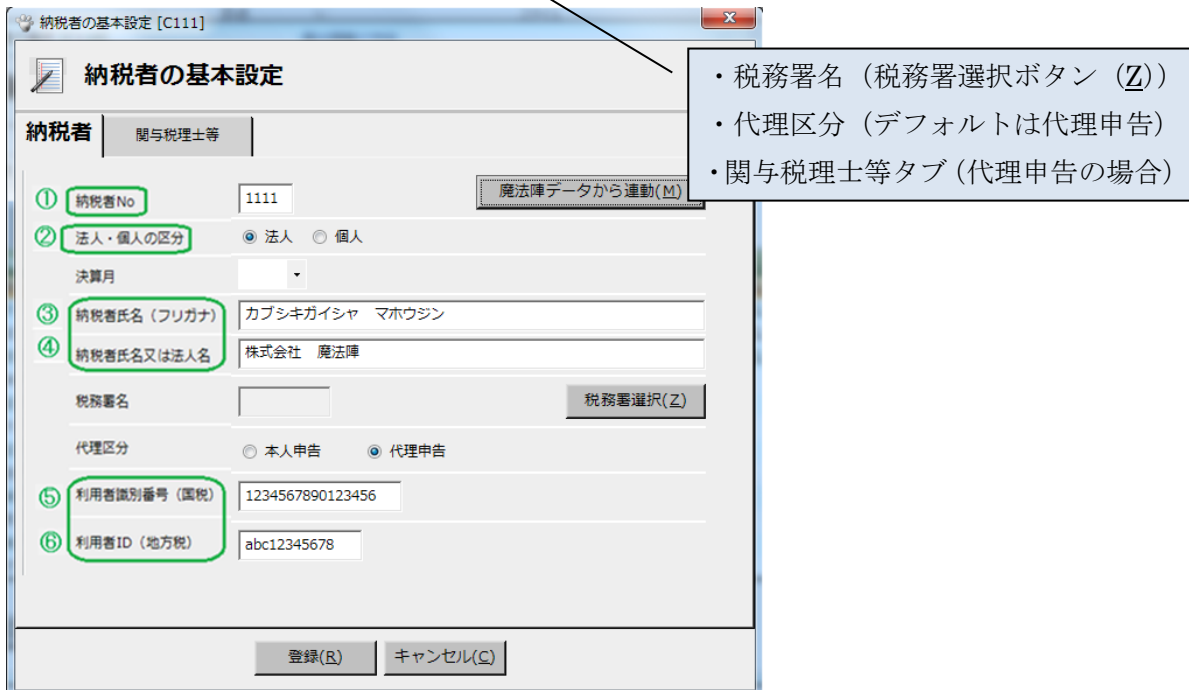 納税者の基本設定 [C111]
納税者の基本設定
・税務署名（税務署選択ボタン（Z））
・代理区分（デフォルトは代理申告）
・関与税理士等タブ（代理申告の場合）
納税者 関与税理士等
① 納税者No 1111 魔法陣データから連動(M)
② 法人・個人の区分 法人 個人
決算月
③ 納税者氏名（フリガナ） カブシキガイシャ　マホウジン
④ 納税者氏名又は法人名 株式会社　魔法陣
税務署名 税務署選択(Z)
代理区分 本人申告 代理申告
⑤ 利用者識別番号（国税） 1234567890123456
⑥ 利用者ID（地方税） abc12345678
登録(R) キャンセル(C)